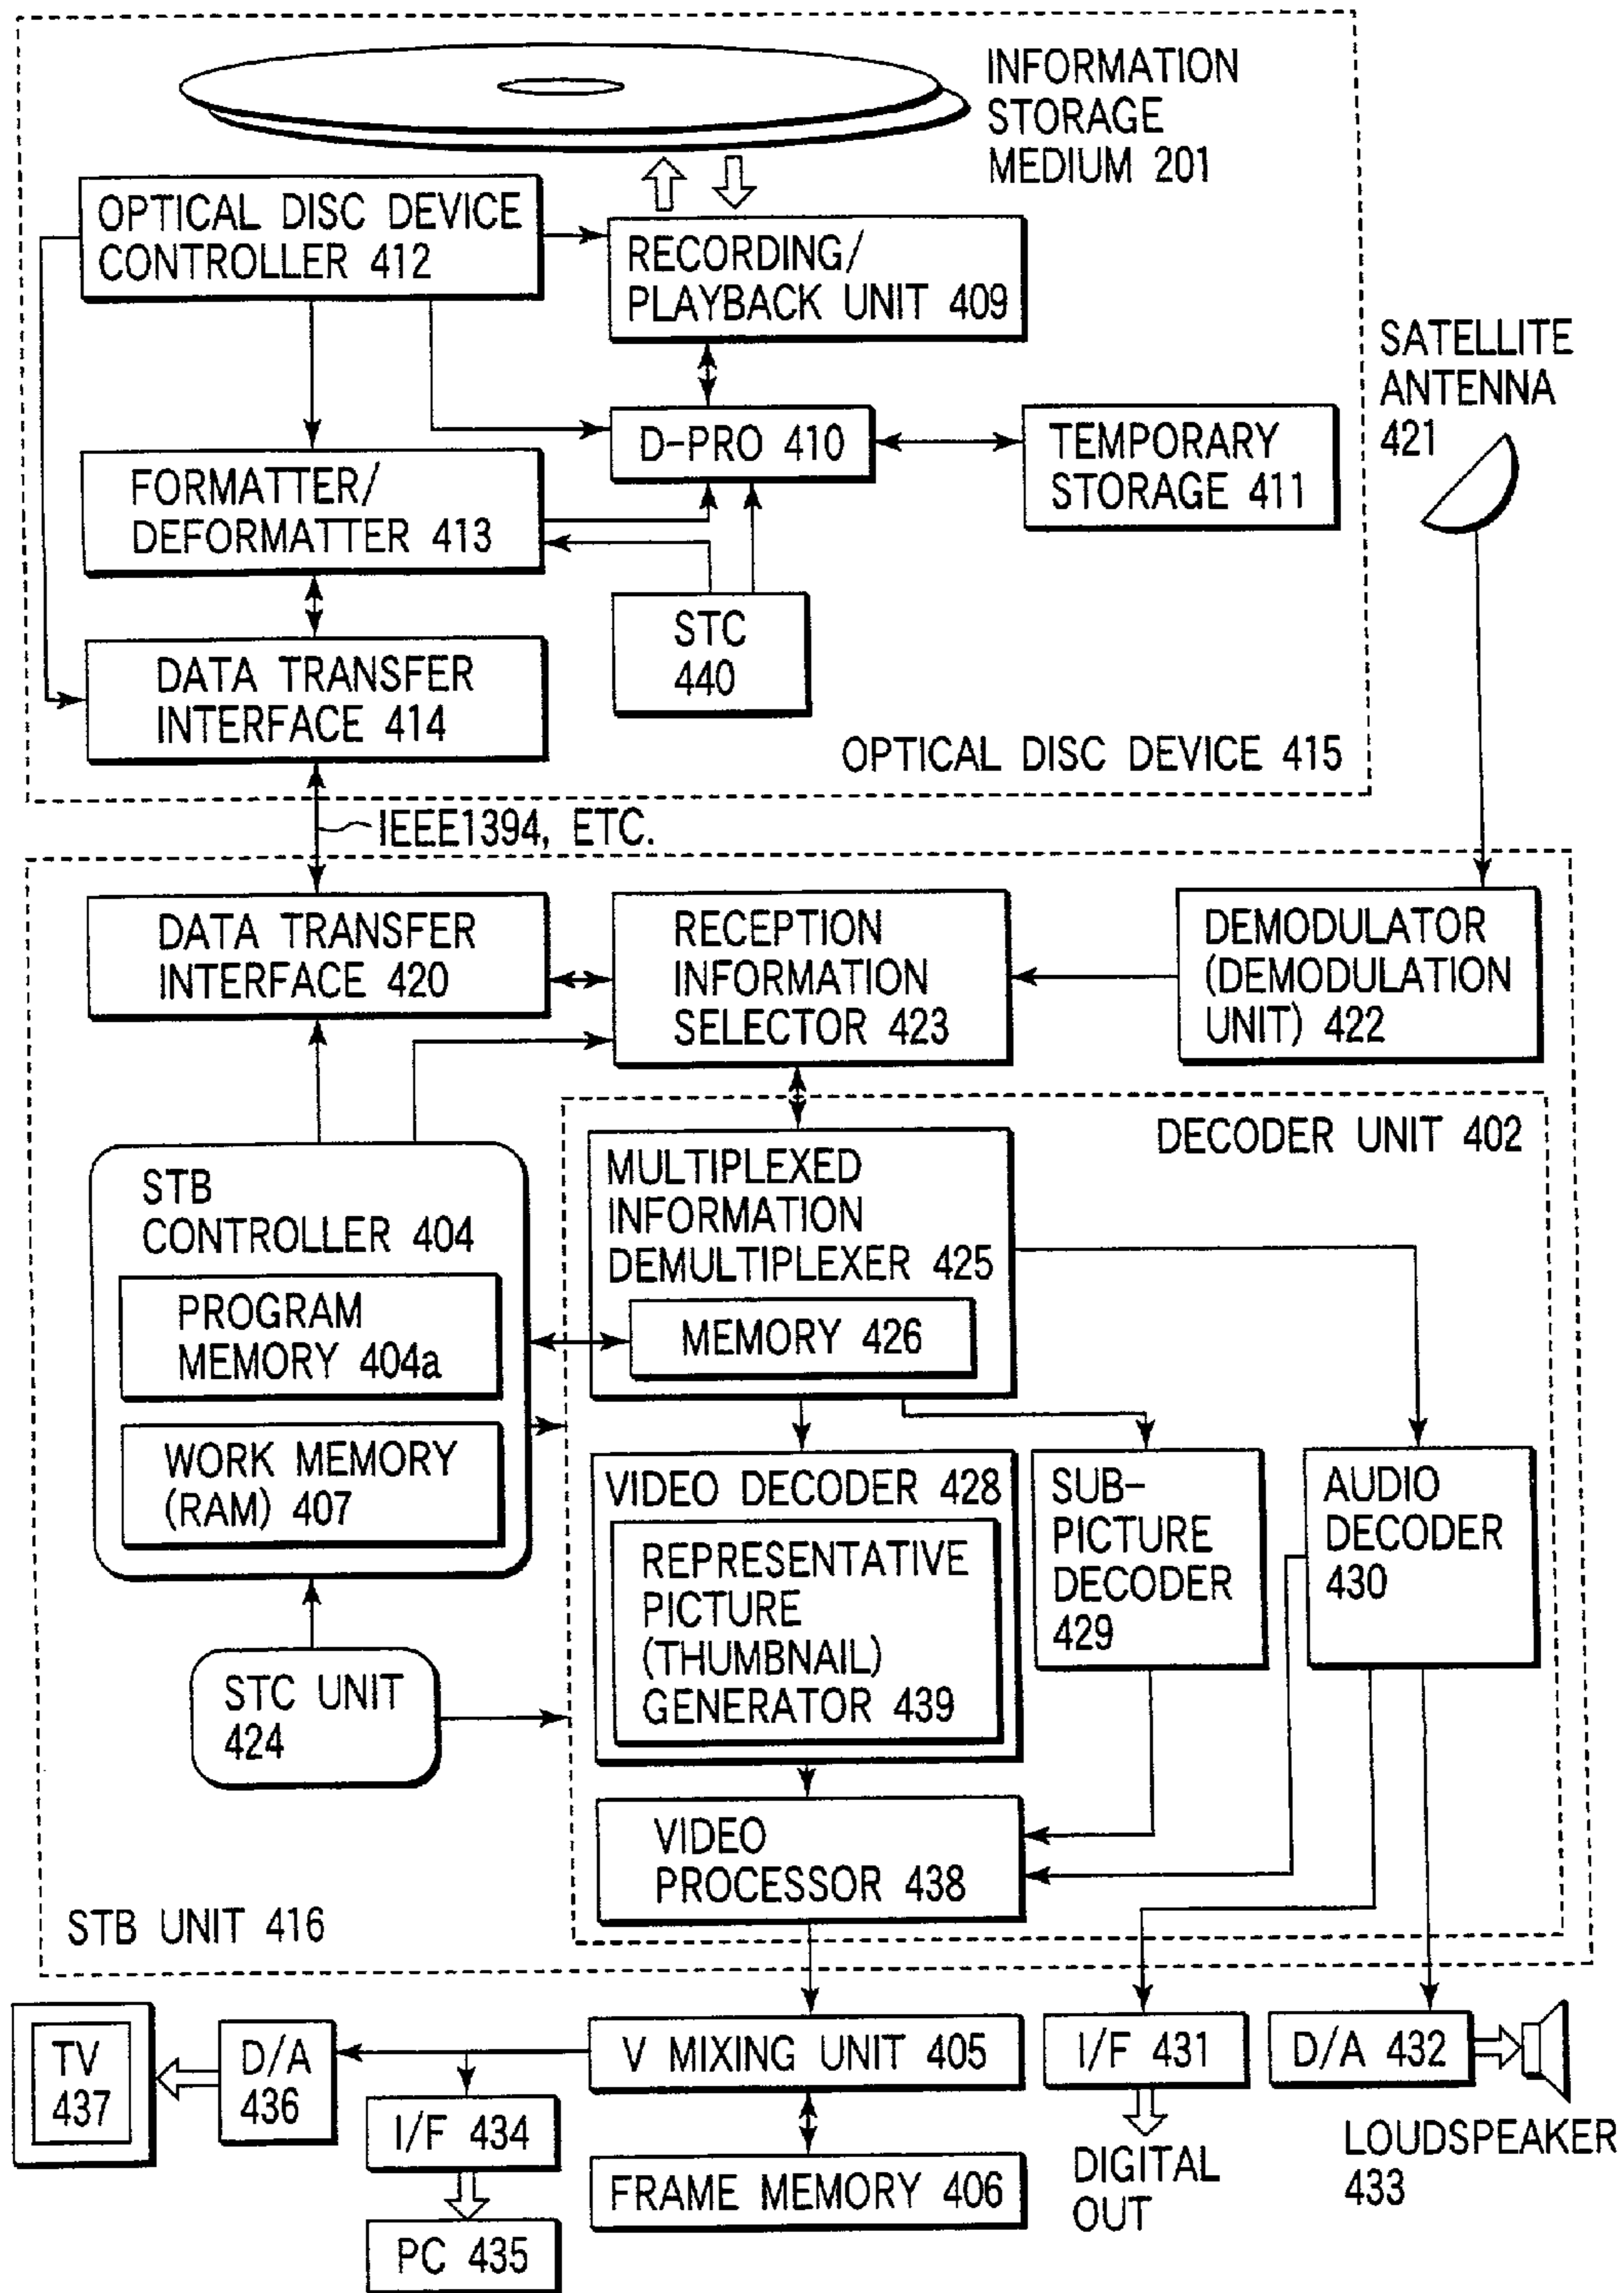 INFORMATION
STORAGE
MEDIUM 201
OPTICAL DISC DEVICE
CONTROLLER 412
RECORDING/
PLAYBACK UNIT 409
SATELLITE
ANTENNA
421
D-PRO 410
TEMPORARY
STORAGE 411
FORMATTER/
DEFORMATTER 413
STC
440
DATA TRANSFER
INTERFACE 414
OPTICAL DISC DEVICE 415
IEEE1394, ETC.
DATA TRANSFER
INTERFACE 420
RECEPTION
INFORMATION
SELECTOR 423
DEMODULATOR
(DEMODULATION
UNIT) 422
DECODER UNIT 402
STB
CONTROLLER 404
PROGRAM
MEMORY 404a
WORK MEMORY
(RAM) 407
MULTIPLEXED
INFORMATION
DEMULTIPLEXER 425
MEMORY 426
VIDEO DECODER 428
REPRESENTATIVE
PICTURE
(THUMBNAIL)
GENERATOR 439
SUB-
PICTURE
DECODER
429
AUDIO
DECODER
430
STC UNIT
424
VIDEO
PROCESSOR 438
STB UNIT 416
TV
437
D/A
436
V MIXING UNIT 405
I/F 431
D/A 432
I/F 434
FRAME MEMORY 406
DIGITAL
OUT
LOUDSPEAKER
433
PC 435